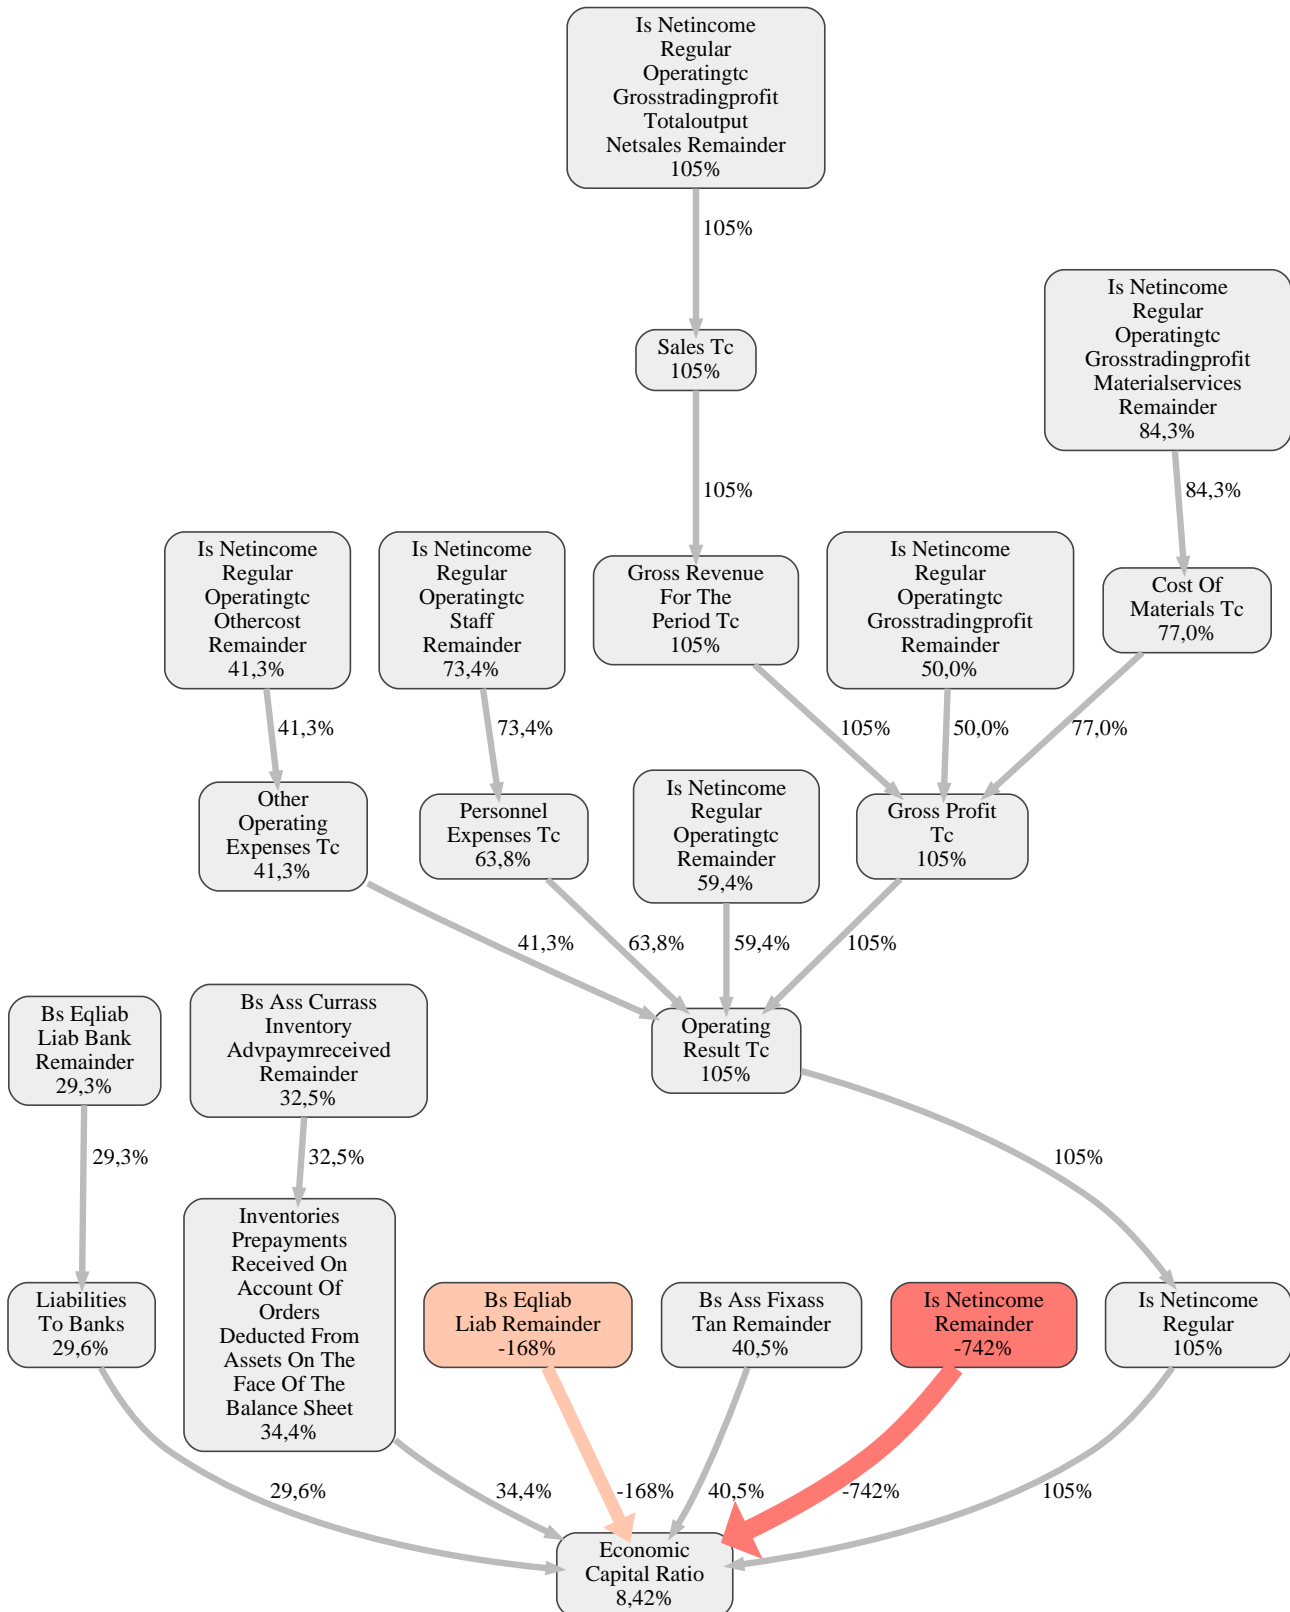 Is Netincome
Regular
Operatingtc
Grosstradingprofit
Totaloutput
Netsales Remainder
105%
105%
Is Netincome
Regular
Operatingtc
Grosstradingprofit
Materialservices
Remainder
84,3%
Sales Tc
105%
105%
84,3%
Is Netincome
Regular
Operatingtc
Othercost
Remainder
41,3%
Is Netincome
Regular
Operatingtc
Staff
Remainder
73,4%
Gross Revenue
For The
Period Tc
105%
Is Netincome
Regular
Operatingtc
Grosstradingprofit
Remainder
50,0%
Cost Of
Materials Tc
77,0%
41,3%
73,4%
105%
50,0%
77,0%
Other
Operating
Expenses Tc
41,3%
Personnel
Expenses Tc
63,8%
Is Netincome
Regular
Operatingtc
Remainder
59,4%
Gross Profit
Tc
105%
41,3%
63,8%
59,4%
105%
Bs Eqliab
Liab Bank
Remainder
29,3%
Bs Ass Currass
Inventory
Advpaymreceived
Remainder
32,5%
Operating
Result Tc
105%
29,3%
32,5%
105%
Liabilities
To Banks
29,6%
Inventories
Prepayments
Received On
Account Of
Orders
Deducted From
Assets On The
Face Of The
Balance Sheet
34,4%
Bs Eqliab
Liab Remainder
-168%
Bs Ass Fixass
Tan Remainder
40,5%
Is Netincome
Remainder
-742%
Is Netincome
Regular
105%
29,6%
34,4%
-168%
40,5%
-742%
105%
Economic
Capital Ratio
8,42%